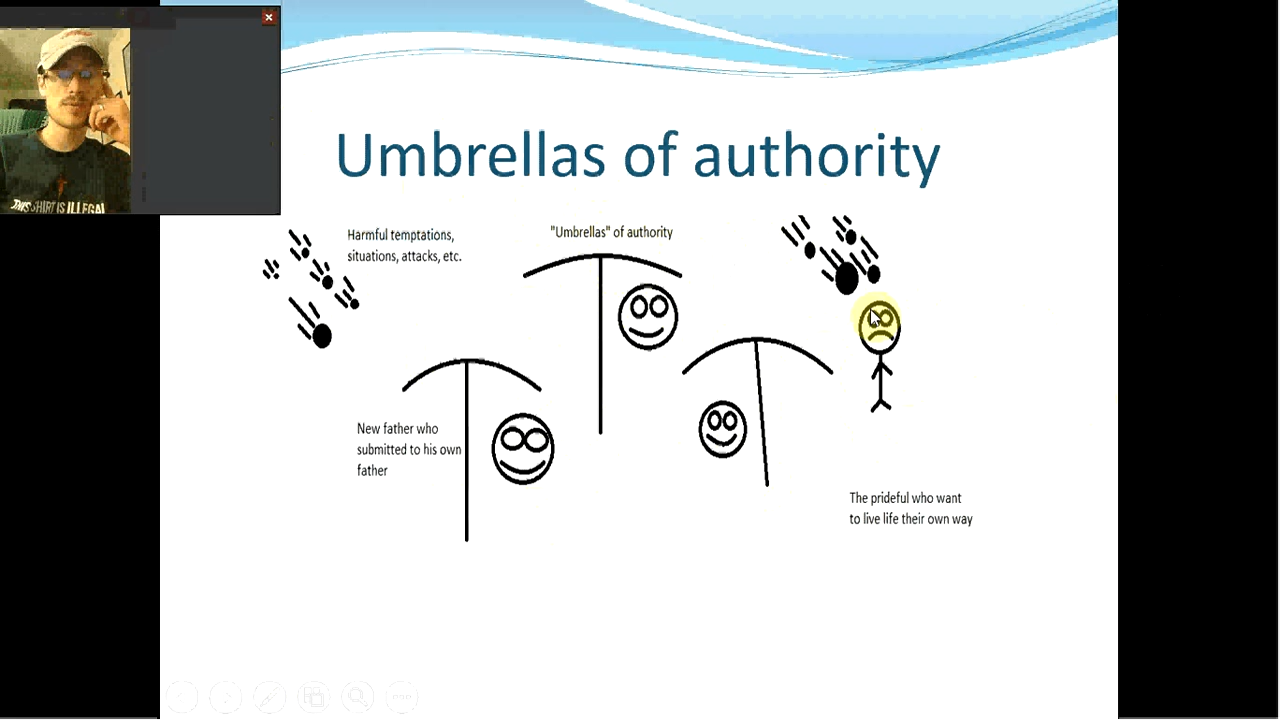 Umbrellas of authority
Harmful temptations,
situations, attacks, etc.
"Umbrellas" of authority
New father who
submitted to his own
father
The prideful who want
to live life their own way
THIS SHIRT IS ILLEGAL